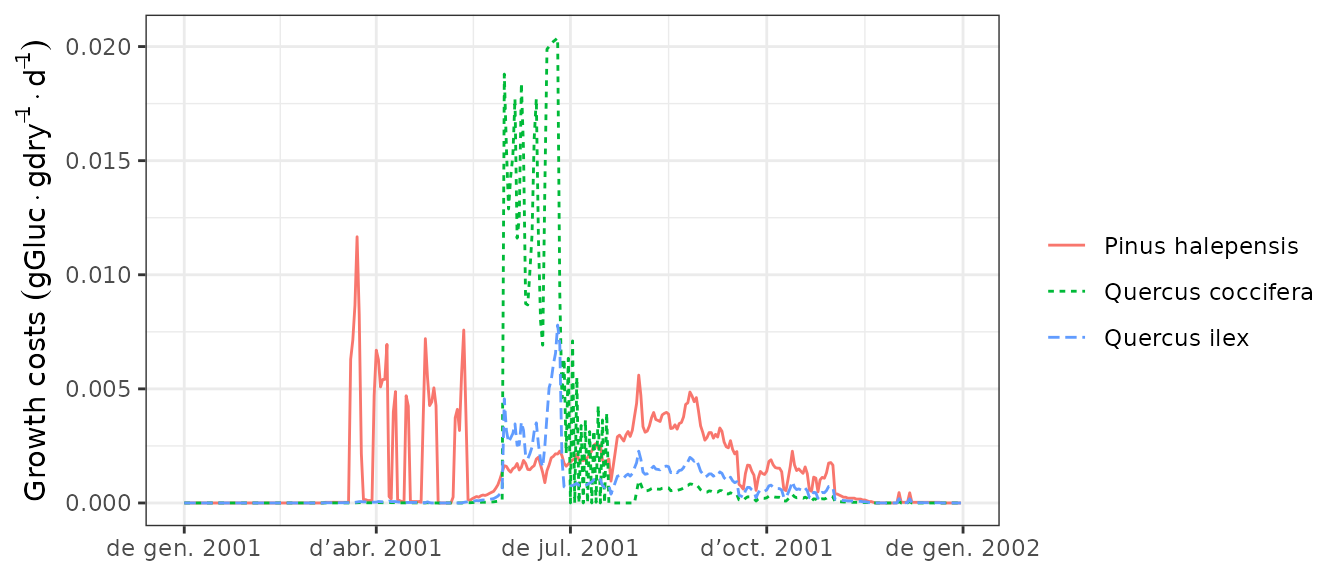 Growth costs (gGluc · gdry⁻¹ · d⁻¹)
0.020
0.015
0.010
0.005
0.000
de gen. 2001 d’abr. 2001 de jul. 2001 d’oct. 2001 de gen. 2002
Pinus halepensis
Quercus coccifera
Quercus ilex